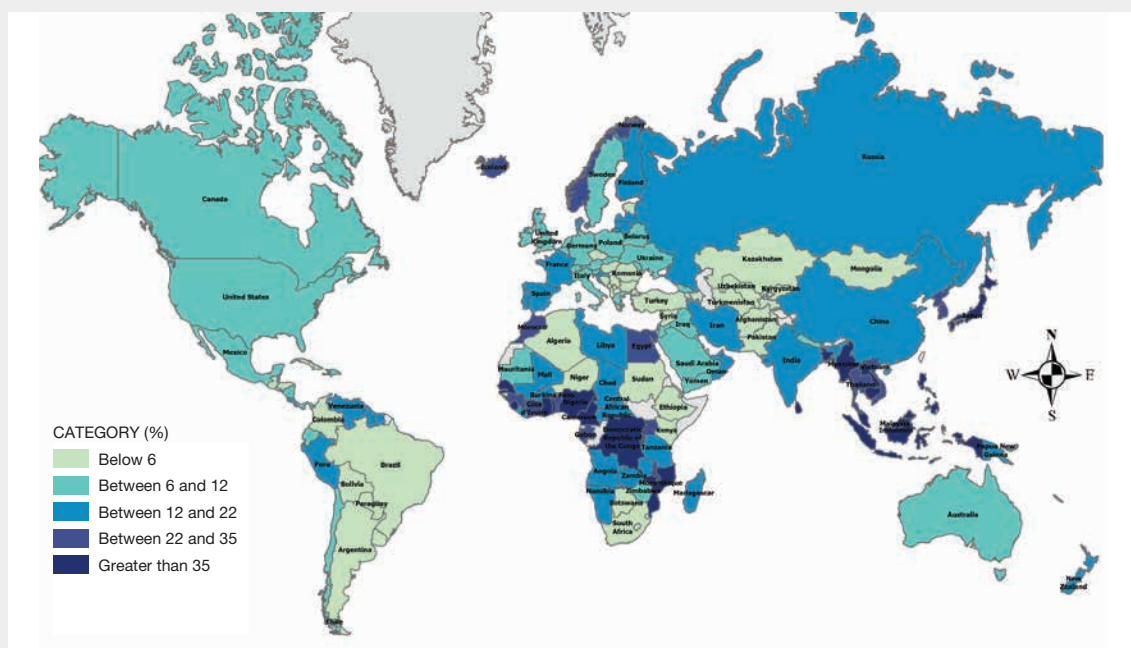 Norway
Iceland
Sweden
Finland
Russia
Canada
United
Kingdom
Belarus
Germany
Poland
Ukraine
France
Kazakhstan
Mongolia
Italy
Romania
Spain
Uzbekistan
Kyrgyzstan
United States
Turkey
Turkmenistan
Syria
Afghanistan
China
Japan
Morocco
Iraq
Iran
Algeria
Libya
Egypt
Pakistan
Mexico
Mauritania
Saudi Arabia
Oman
India
Myanmar
Vietnam
Mali
Niger
Chad
Sudan
Yemen
Thailand
N
W
E
S
Burkina Faso
Nigeria
Central
African
Republic
Ethiopia
Venezuela
Côte
d'Ivoire
Cameroon
Colombia
Gabon
Democratic
Republic of
the Congo
Kenya
Malaysia
Indonesia
Tanzania
Papua New
Guinea
CATEGORY (%)
Below 6
Between 6 and 12
Between 12 and 22
Between 22 and 35
Greater than 35
Peru
Brazil
Bolivia
Paraguay
Argentina
Chile
Angola
Zambia
Mozambique
Zimbabwe
Namibia
Botswana
Madagascar
South
Africa
Australia
New
Zealand